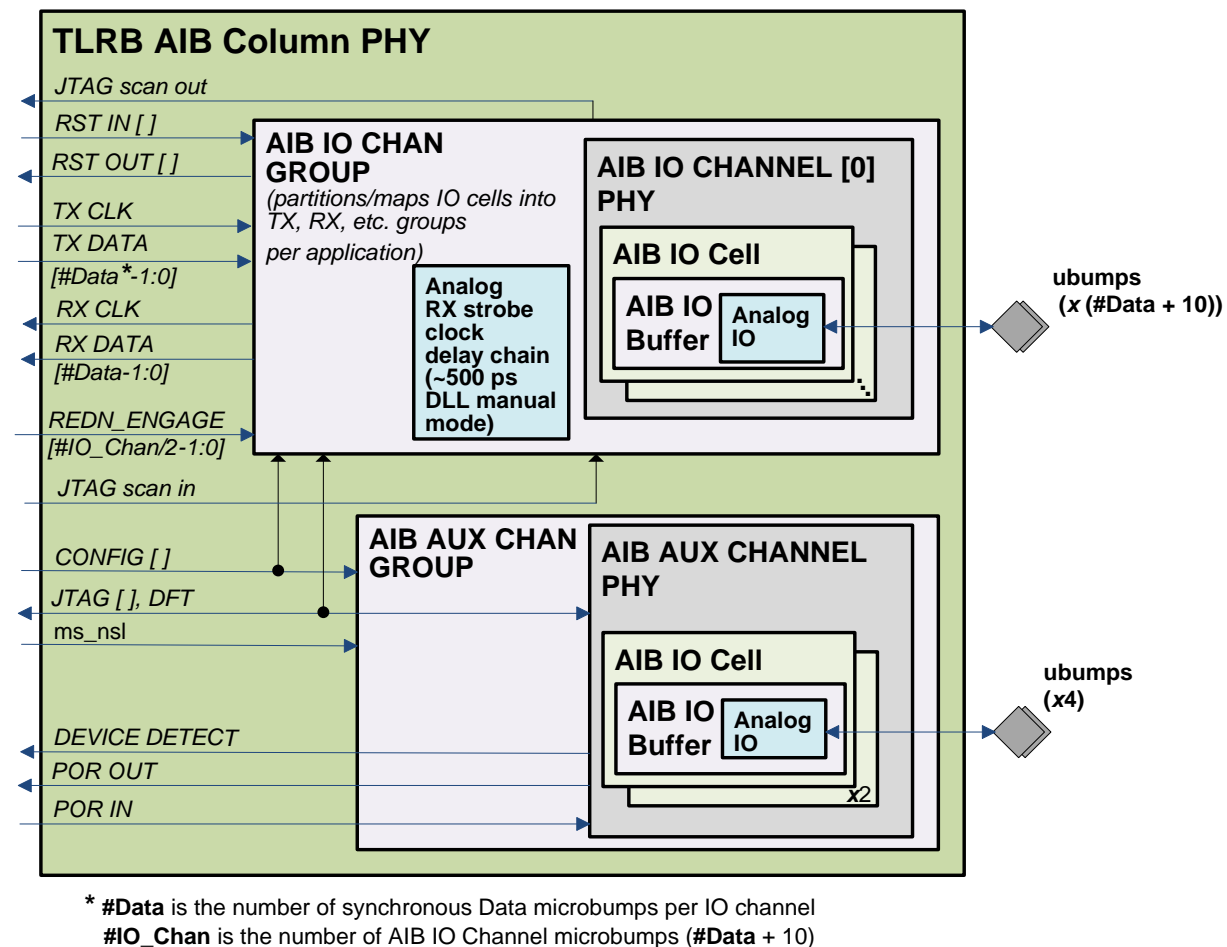 TLRB AIB Column PHY
JTAG scan out
RST IN [ ]
RST OUT [ ]
TX CLK
TX DATA
[#Data*-1:0]
RX CLK
RX DATA
[#Data-1:0]
REDN_ENGAGE
[#IO_Chan/2-1:0]
JTAG scan in
AIB IO CHAN
GROUP
(partitions/maps IO cells into
TX, RX, etc. groups
per application)
Analog
RX strobe
clock
delay chain
(~500 ps
DLL manual
mode)
AIB IO CHANNEL [0]
PHY
AIB IO Cell
AIB IO
Buffer
Analog
IO
ubumps
(x (#Data + 10))
CONFIG [ ]
JTAG [ ], DFT
ms_nsl
DEVICE DETECT
POR OUT
POR IN
AIB AUX CHAN
GROUP
AIB AUX CHANNEL
PHY
AIB IO Cell
AIB IO
Buffer
Analog
IO
x2
ubumps
(x4)
* #Data is the number of synchronous Data microbumps per IO channel
#IO_Chan is the number of AIB IO Channel microbumps (#Data + 10)